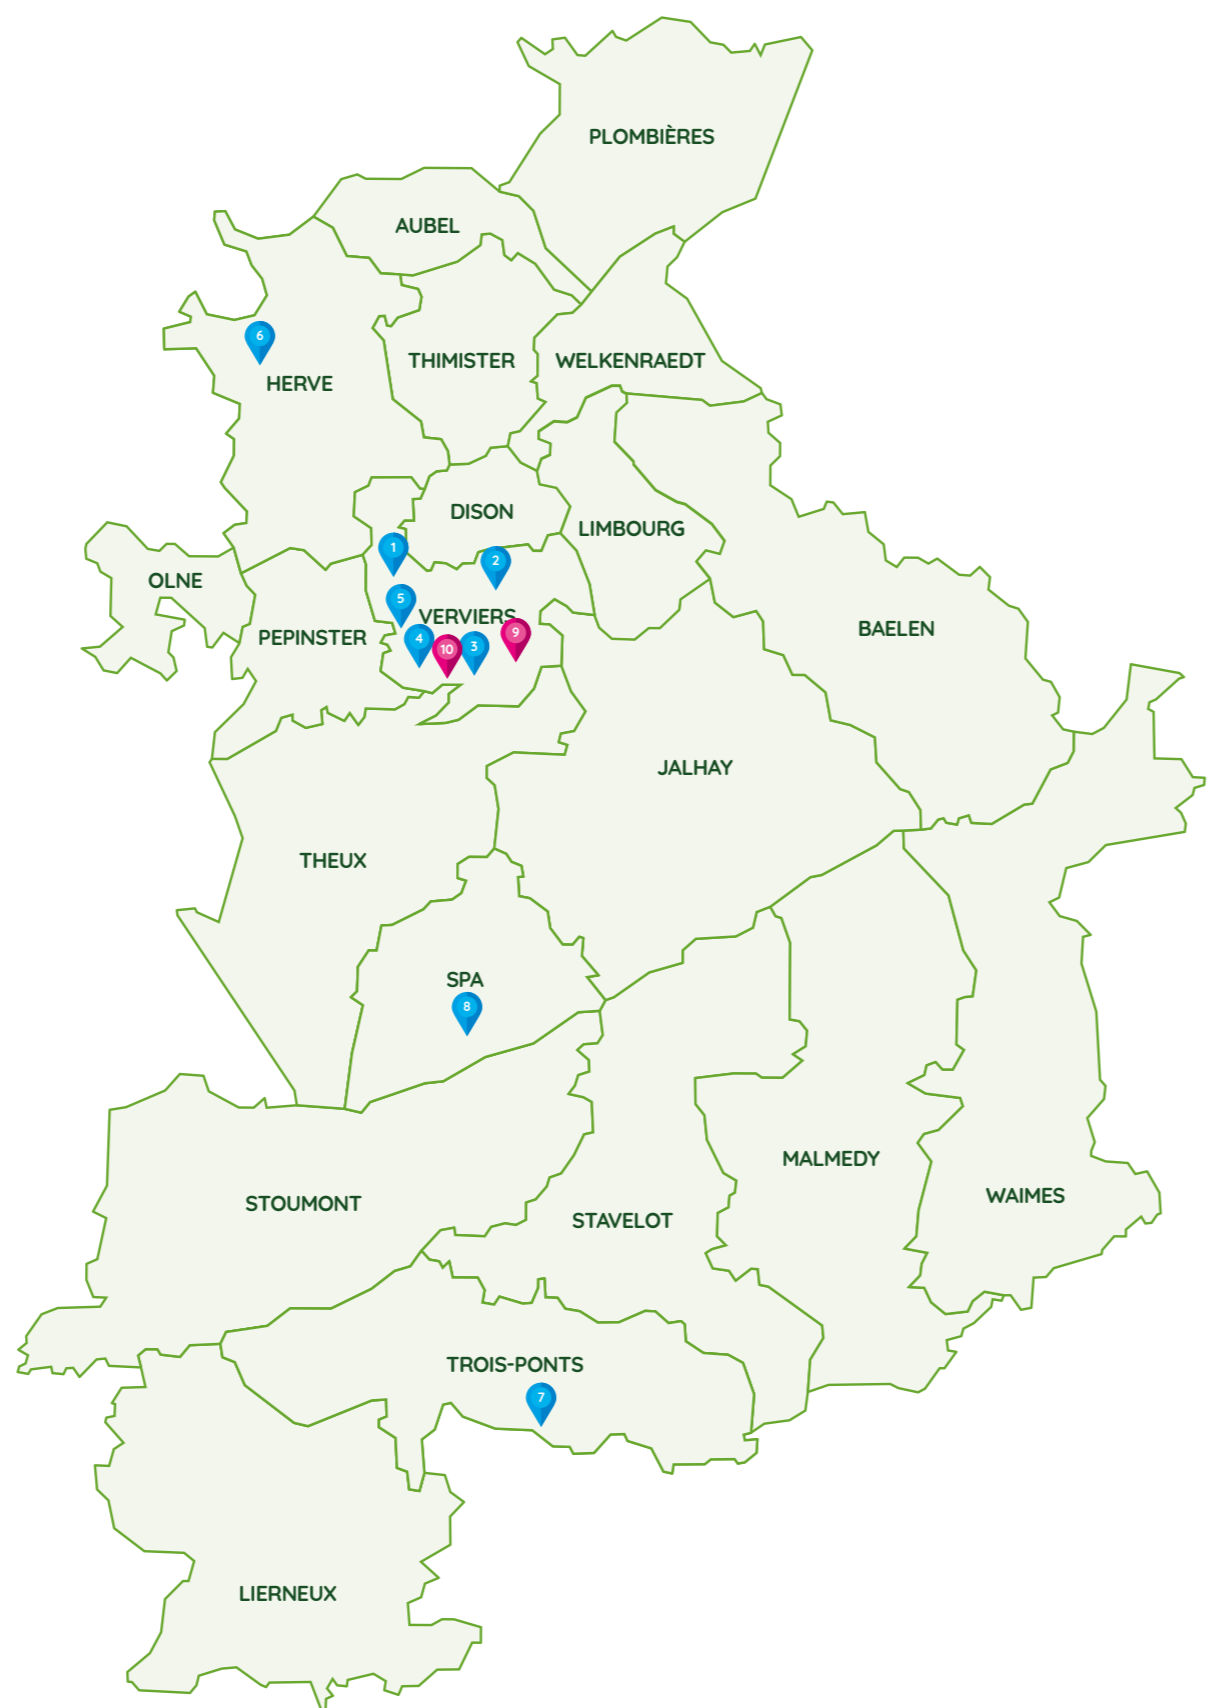 PLOMBIÈRES
AUBEL
6
HERVE
THIMISTER
WELKENRAEDT
DISON
LIMBOURG
1
2
OLNE
5
VERVIERS
PEPINSTER
4
10
3
9
BAELEN
JALHAY
THEUX
SPA
8
MALMEDY
WAIMES
STOUMONT
STAVELOT
TROIS-PONTS
7
LIERNEUX